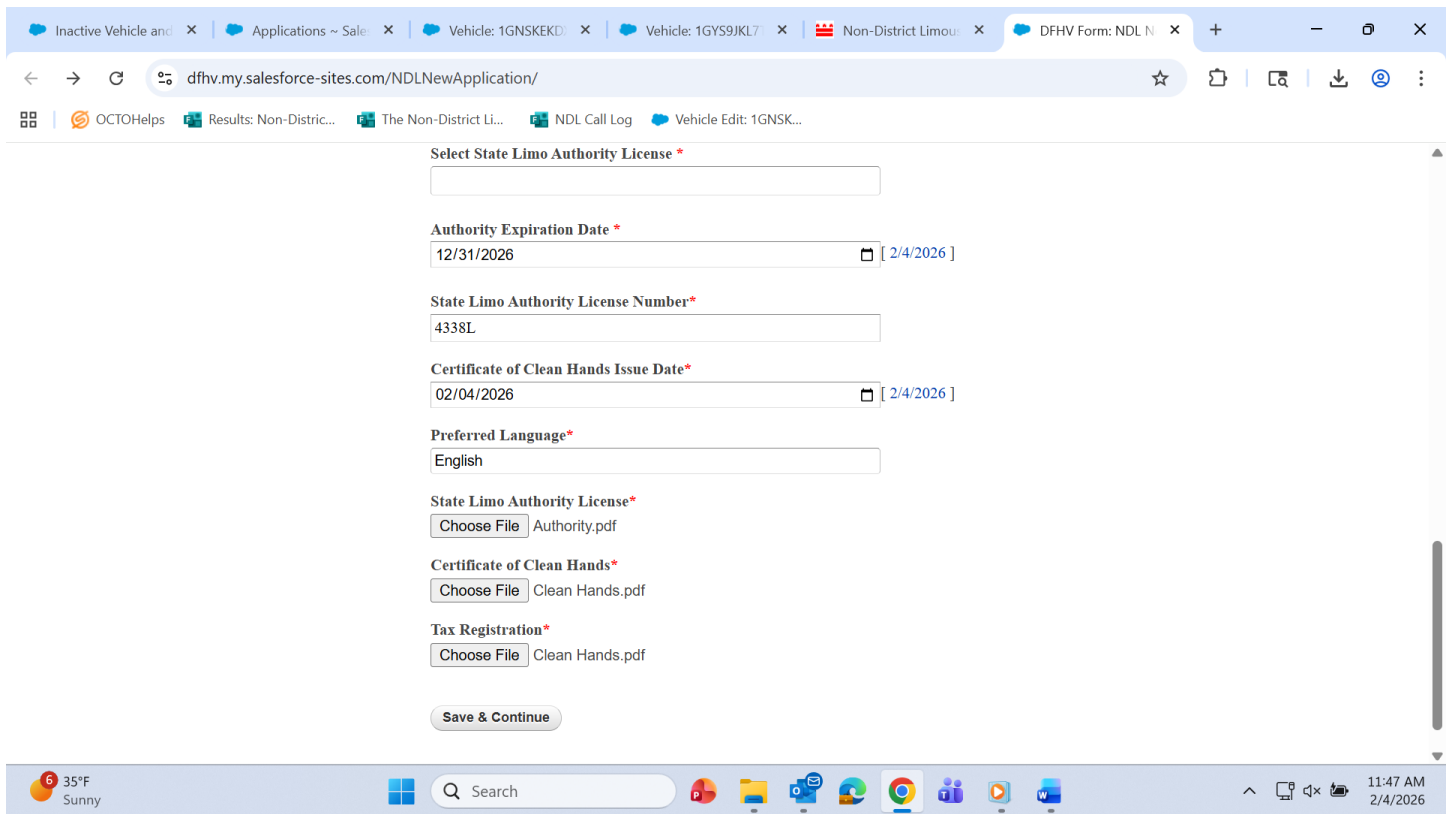 Inactive Vehicle and
Applications ~ Sale
Vehicle: 1GNSKEKD
Vehicle: 1GYS9JKL7
Non-District Limous
DFHV Form: NDL N
dfhv.my.salesforce-sites.com/NDLNewApplication/
OCTOHelps
Results: Non-Distric...
The Non-District Li...
NDL Call Log
Vehicle Edit: 1GNSK...
Select State Limo Authority License *
Authority Expiration Date *
12/31/2026 [ 2/4/2026 ]
State Limo Authority License Number*
4338L
Certificate of Clean Hands Issue Date*
02/04/2026 [ 2/4/2026 ]
Preferred Language*
English
State Limo Authority License*
Choose File Authority.pdf
Certificate of Clean Hands*
Choose File Clean Hands.pdf
Tax Registration*
Choose File Clean Hands.pdf
Save & Continue
6
35°F
Sunny
Search
11:47 AM
2/4/2026